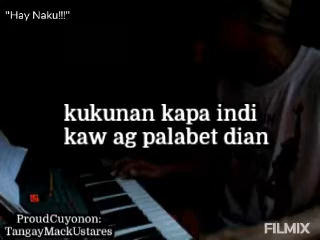 "Hay Naku!!!"
kukunan kapa indi
kaw ag palabet dian
ProudCuyonon:
TangayMackUstares
FILMIX